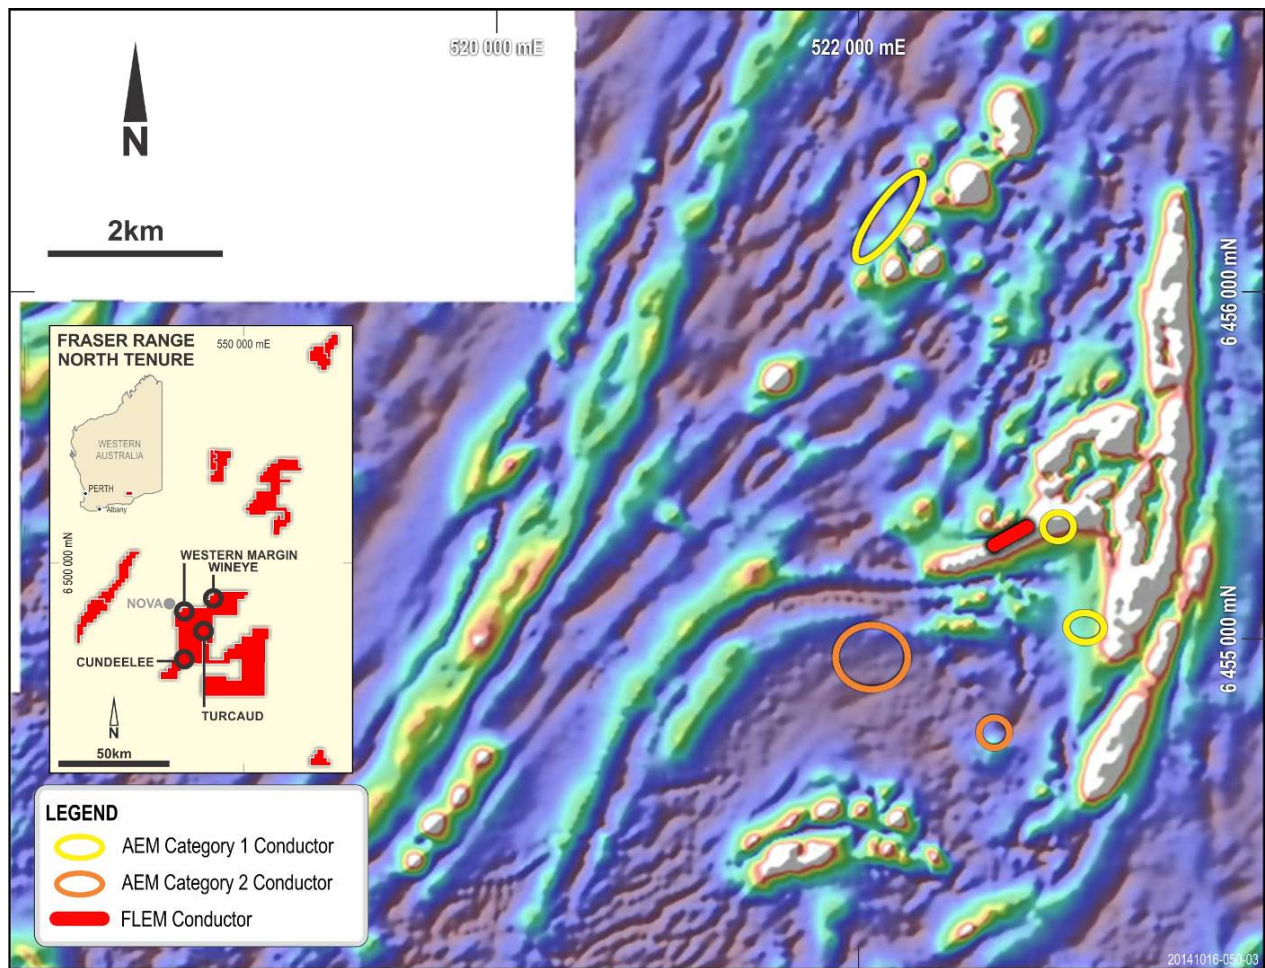 520 000 mE
522 000 mE
N
2km
6 456 000 mN
FRASER RANGE
NORTH TENURE
550 000 mE
WESTERN
AUSTRALIA
PERTH
Albany
6 500 000 mN
WESTERN MARGIN
WINEYE
NOVA
CUNDEELEE
TURCAUD
N
50km
6 455 000 mN
LEGEND
AEM Category 1 Conductor
AEM Category 2 Conductor
FLEM Conductor
20141016-050-03